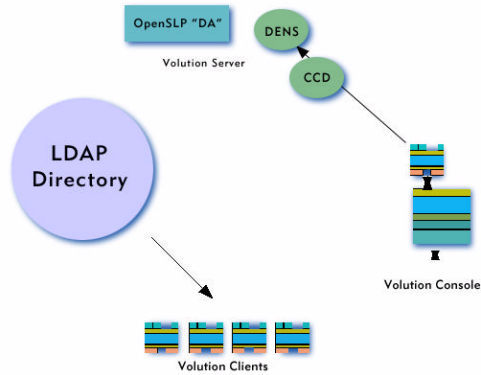 OpenSLP "DA"
DENS
Volution Server
CCD
LDAP
Directory
Volution Console
Volution Clients